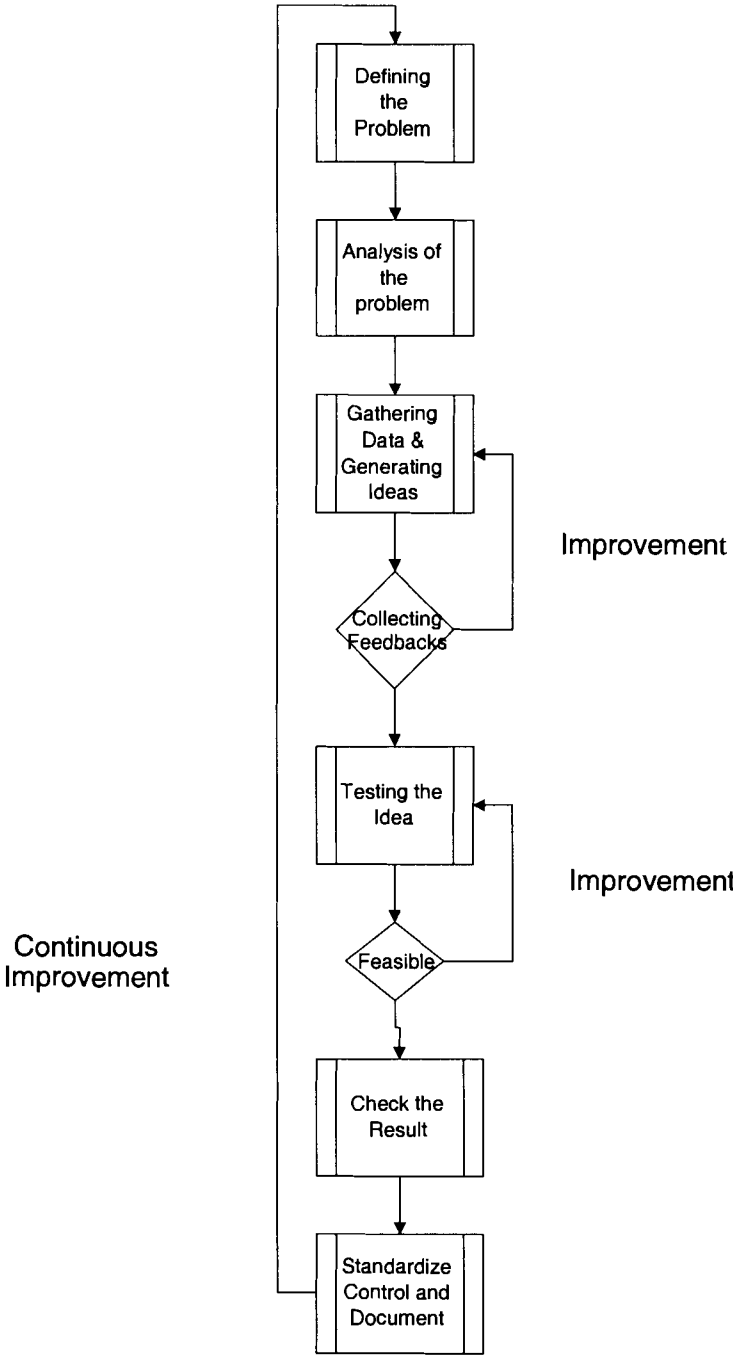 Defining
the
Problem
Analysis of
the
problem
Gathering
Data &
Generating
Ideas
Improvement
Collecting
Feedbacks
Testing the
Idea
Improvement
Continuous
Improvement
Feasible
Check the
Result
Standardize
Control and
Document